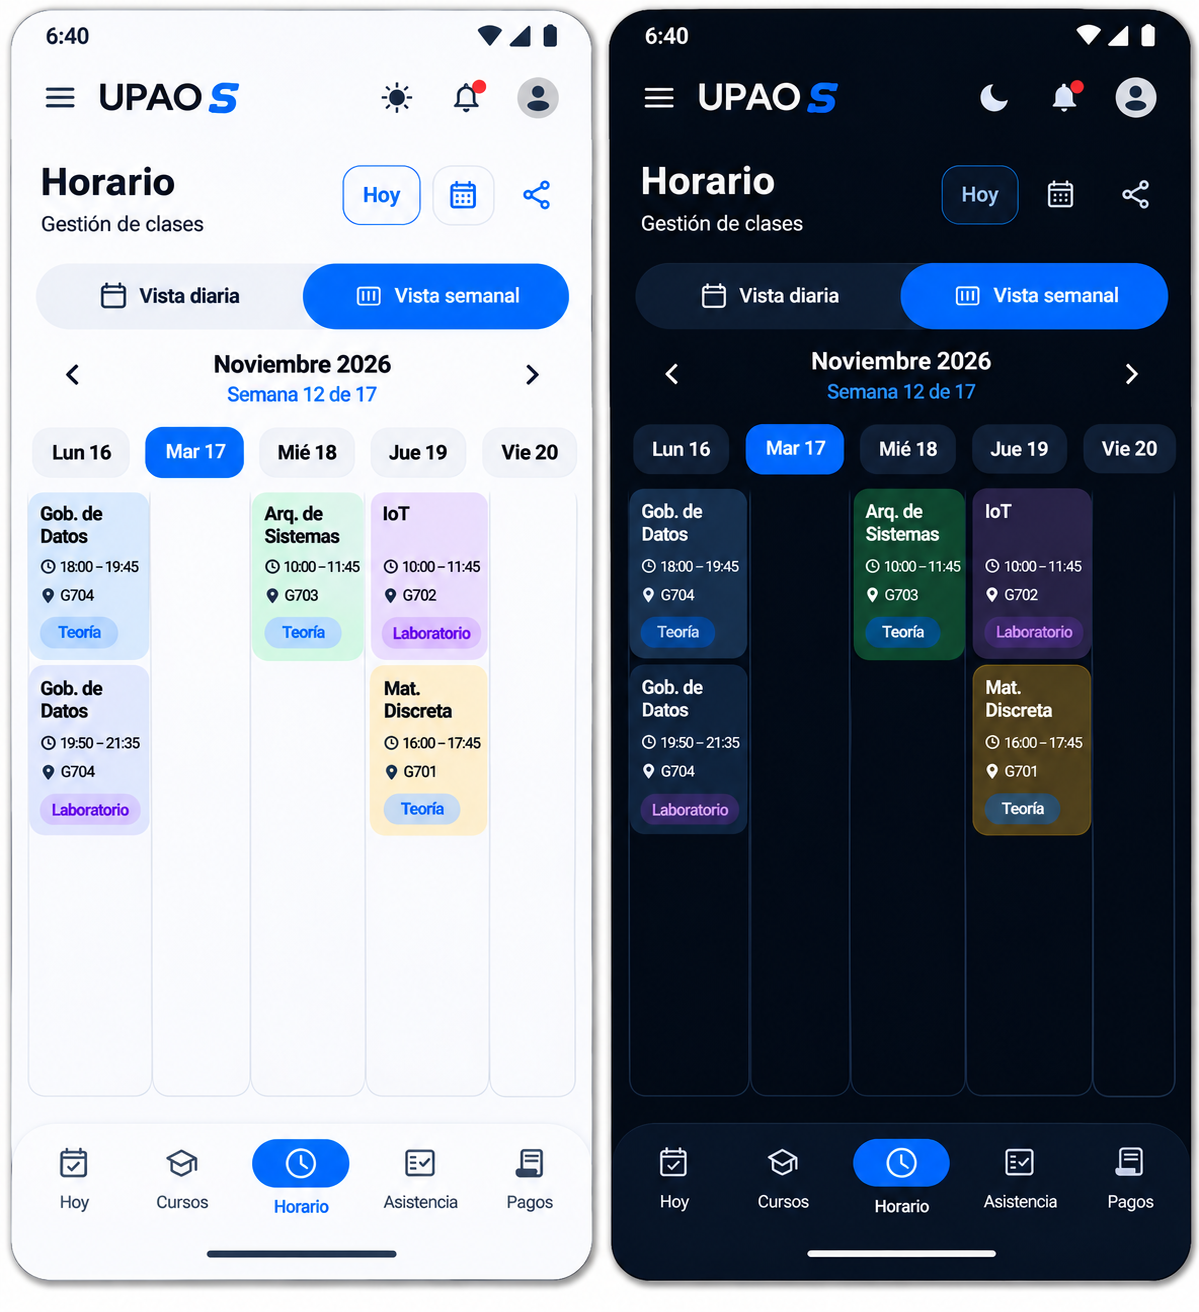 6:40
UPAO S
Horario
Gestión de clases
Hoy
Vista diaria
Vista semanal
Noviembre 2026
Semana 12 de 17
Lun 16
Mar 17
Mié 18
Jue 19
Vie 20
Gob. de
Datos
18:00 – 19:45
G704
Teoría
Gob. de
Datos
19:50 – 21:35
G704
Laboratorio
Arq. de
Sistemas
10:00 – 11:45
G703
Teoría
IoT
10:00 – 11:45
G702
Laboratorio
Mat.
Discreta
16:00 – 17:45
G701
Teoría
Hoy
Cursos
Horario
Asistencia
Pagos
6:40
UPAO S
Horario
Gestión de clases
Hoy
Vista diaria
Vista semanal
Noviembre 2026
Semana 12 de 17
Lun 16
Mar 17
Mié 18
Jue 19
Vie 20
Gob. de
Datos
18:00 – 19:45
G704
Teoría
Gob. de
Datos
19:50 – 21:35
G704
Laboratorio
Arq. de
Sistemas
10:00 – 11:45
G703
Teoría
IoT
10:00 – 11:45
G702
Laboratorio
Mat.
Discreta
16:00 – 17:45
G701
Teoría
Hoy
Cursos
Horario
Asistencia
Pagos